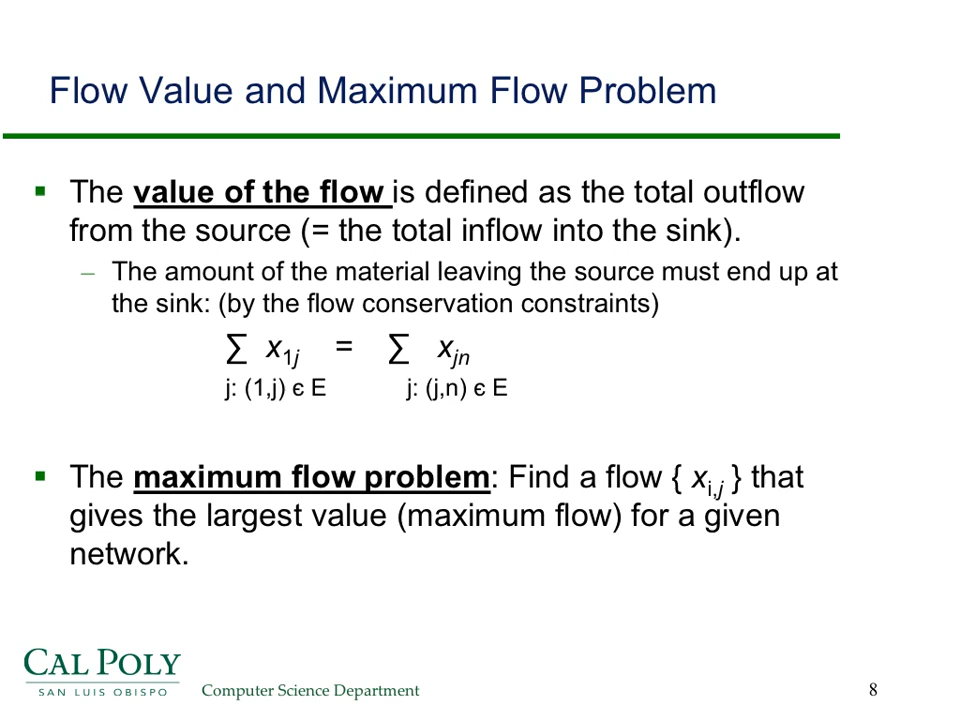 Flow Value and Maximum Flow Problem
▪ The value of the flow is defined as the total outflow
from the source (= the total inflow into the sink).
– The amount of the material leaving the source must end up at
the sink: (by the flow conservation constraints)
∑ x1j = ∑ xjn
j: (1,j) є E j: (j,n) є E
▪ The maximum flow problem: Find a flow { xi,j } that
gives the largest value (maximum flow) for a given
network.
CAL POLY
SAN LUIS OBISPO
Computer Science Department
8